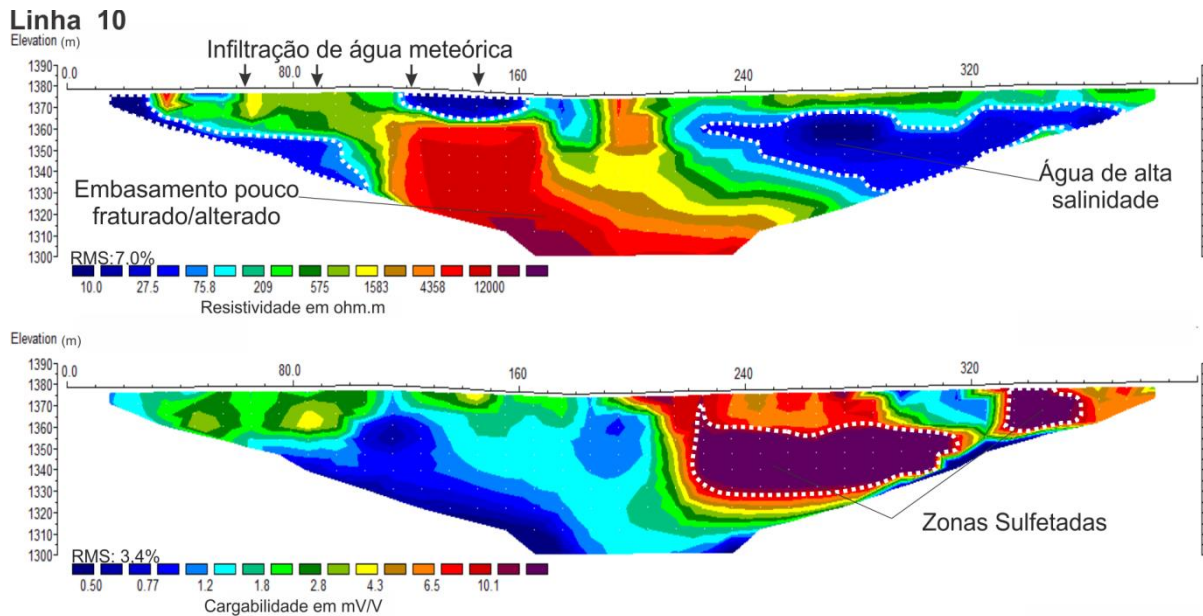 Linha 10
Elevation (m)
Infiltração de água meteórica
1390
1380
1370
1360
1350
1340
1330
1320
1310
1300
0.0
80.0
160
240
320
Embasamento pouco
fraturado/alterado
Água de alta
salinidade
RMS:7.0%
10.0 27.5 75.8 209 575 1583 4358 12000
Resistividade em ohm.m
Elevation (m)
1390
1380
1370
1360
1350
1340
1330
1320
1310
1300
0.0
80.0
160
240
320
Zonas Sulfetadas
RMS: 3,4%
0.50 0.77 1.2 1.8 2.8 4.3 6.5 10.1
Cargabilidade em mV/V